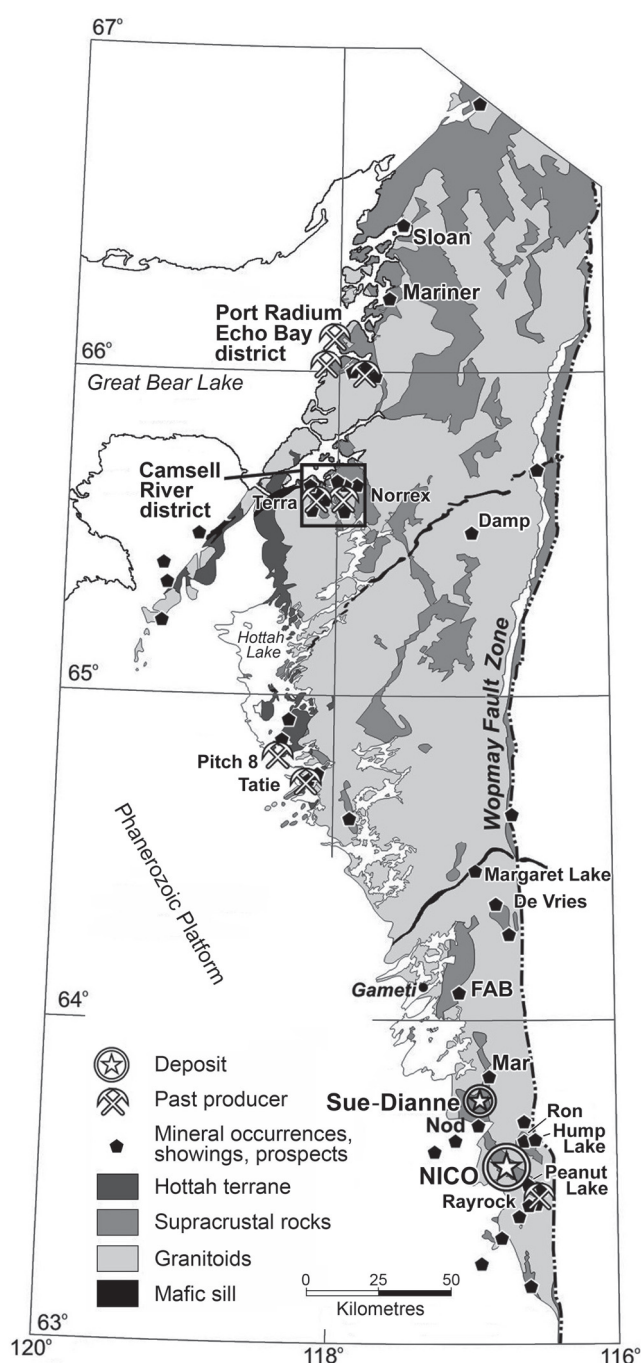 67°
Sloan
Mariner
Port Radium
Echo Bay
district
66°
Great Bear Lake
Camsell
River
district
Terra
Norrex
Damp
Hottah
Lake
Wopmay Fault Zone
65°
Pitch 8
Tatie
Phanerozoic Platform
Margaret Lake
De Vries
Gameti
FAB
64°
Mar
Sue-Dianne
Nod
Ron
Hump
Lake
NICO
Peanut
Lake
Rayrock
Deposit
Past producer
Mineral occurrences,
showings, prospects
Hottah terrane
Supracrustal rocks
Granitoids
Mafic sill
0 25 50
Kilometres
63°
120° 118° 116°